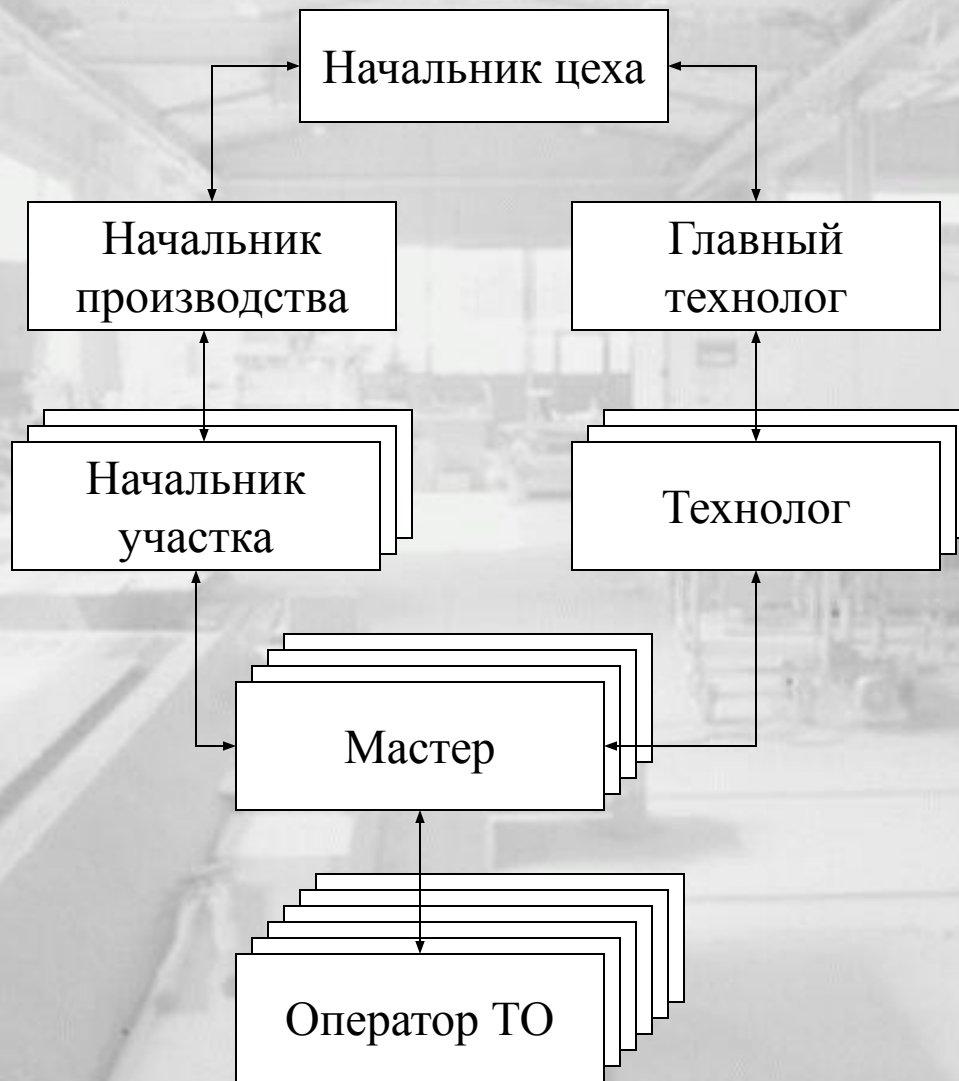 Начальник цеха
Начальник
производства
Главный
технолог
Начальник
участка
Технолог
Мастер
Оператор ТО